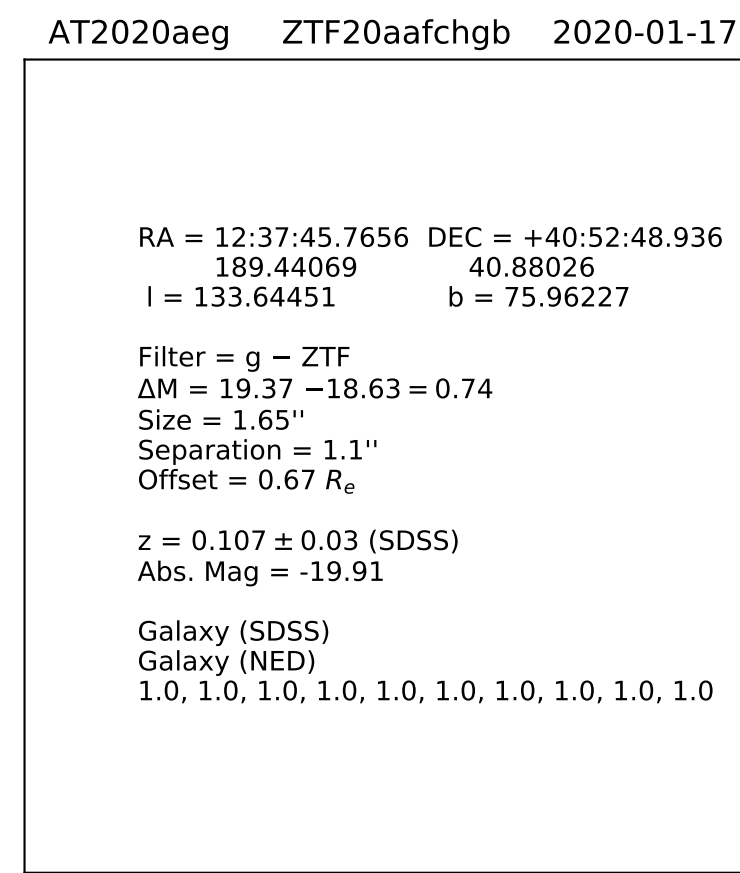 AT2020aeg ZTF20aafchgb 2020-01-17
RA = 12:37:45.7656 DEC = +40:52:48.936
189.44069 40.88026
l = 133.64451 b = 75.96227
Filter = g − ZTF
ΔM = 19.37 −18.63 = 0.74
Size = 1.65''
Separation = 1.1''
Offset = 0.67 Re
z = 0.107 ± 0.03 (SDSS)
Abs. Mag = -19.91
Galaxy (SDSS)
Galaxy (NED)
1.0, 1.0, 1.0, 1.0, 1.0, 1.0, 1.0, 1.0, 1.0, 1.0